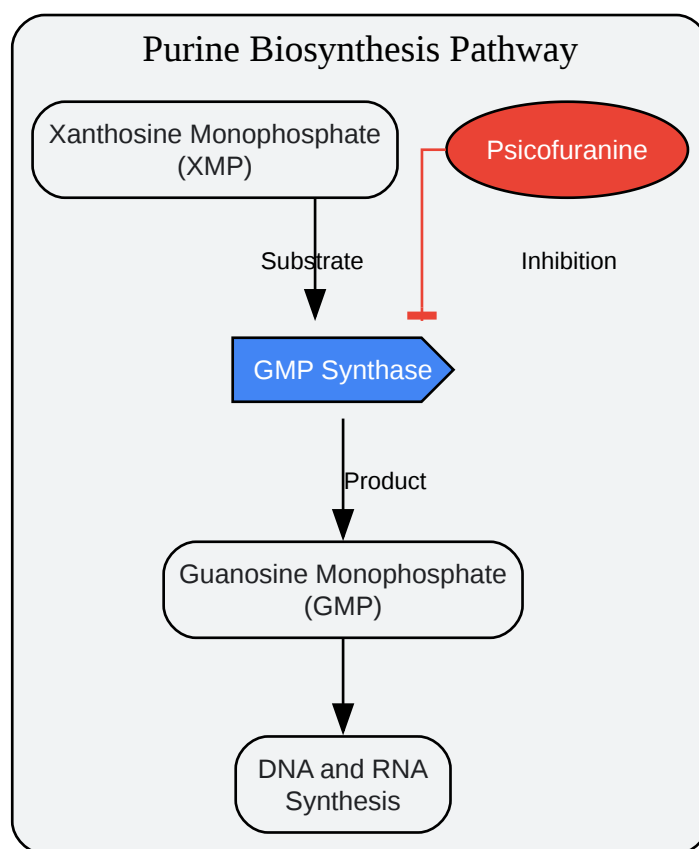 Purine Biosynthesis Pathway
Xanthosine Monophosphate
(XMP)
Psicofuranine
Substrate
Inhibition
GMP Synthase
Product
Guanosine Monophosphate
(GMP)
DNA and RNA
Synthesis